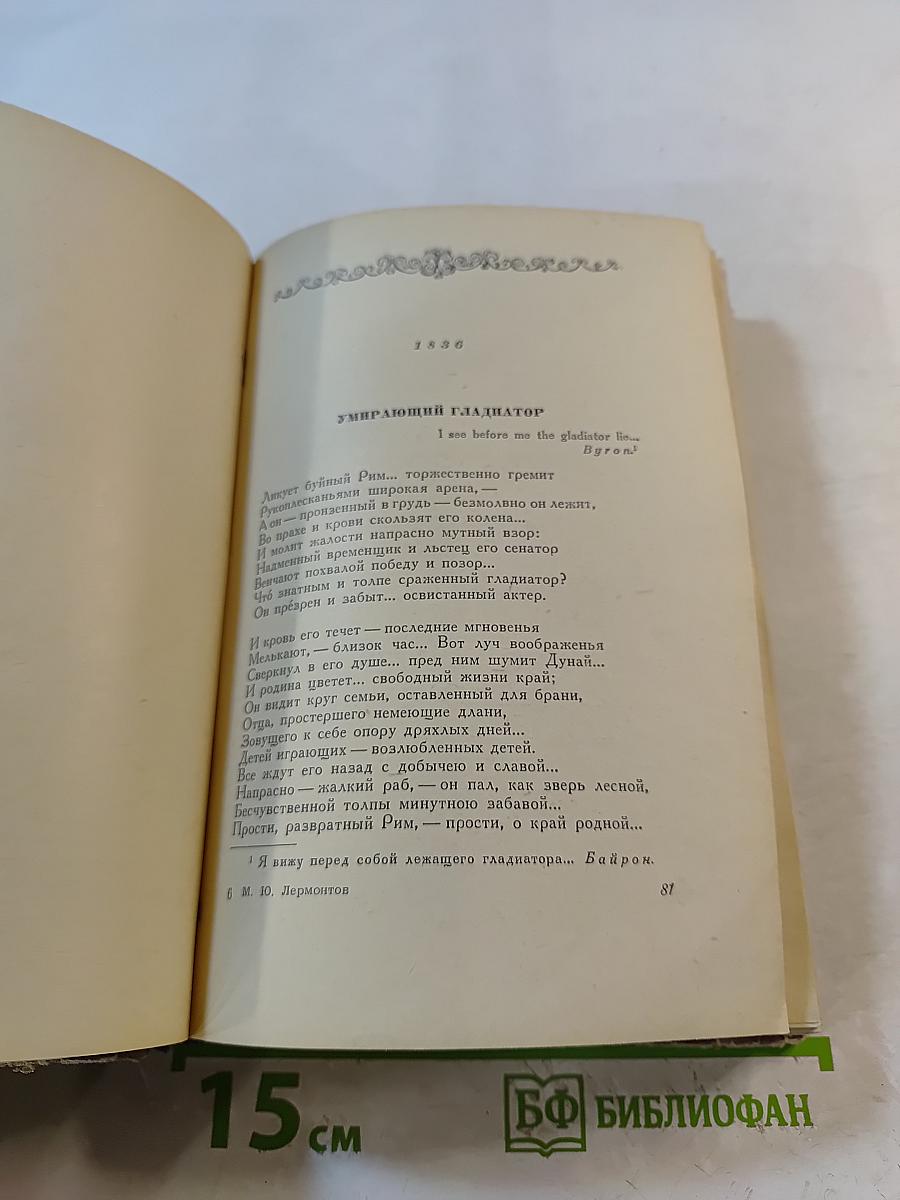 1836
УМИРАЮЩИЙ ГЛАДИАТОР
I see before me the gladiator lie...
Byron.¹
Ликует буйный Рим... торжественно гремит
Рукоплесканьями широкая арена, —
А он — пронзенный в грудь — безмолвно он лежит,
Во прахе и крови скользят его колена...
И молит жалости напрасно мутный взор:
Надменный временщик и льстец его сенатор
Венчают похвалой победу и позор...
Что́ знатным и толпе сраженный гладиатор?
Он пре́зрен и забыт... освистанный актер.
И кровь его течет — последние мгновенья
Мелькают, — близок час... Вот луч воображенья
Сверкнул в его душе... пред ним шумит Дунай...
И родина цветет... свободный жизни край;
Он видит круг семьи, оставленный для брани,
Отца, простершего немеющие длани,
Зовущего к себе опору дряхлых дней...
Детей играющих — возлюбленных детей.
Все ждут его назад с добычею и славой...
Напрасно — жалкий раб, — он пал, как зверь лесной,
Бесчувственной толпы минутною забавой...
Прости, развратный Рим, — прости, о край родной...
¹ Я вижу перед собой лежащего гладиатора... Байрон.
6 М. Ю. Лермонтов 81
15 см БФ БИБЛИОФАН